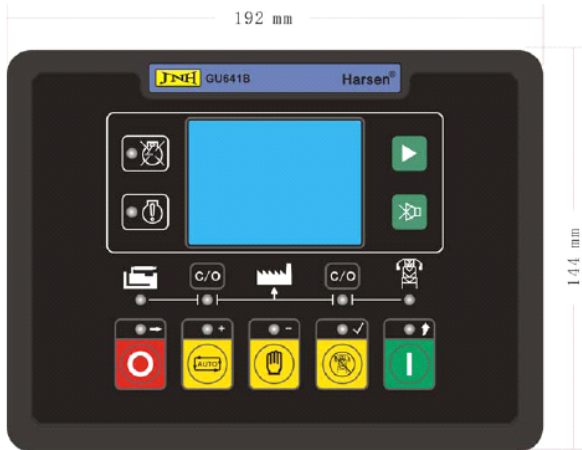 192 mm
JNH GU641B Harsen®
144 mm
C/O C/O
+ -
AUTO